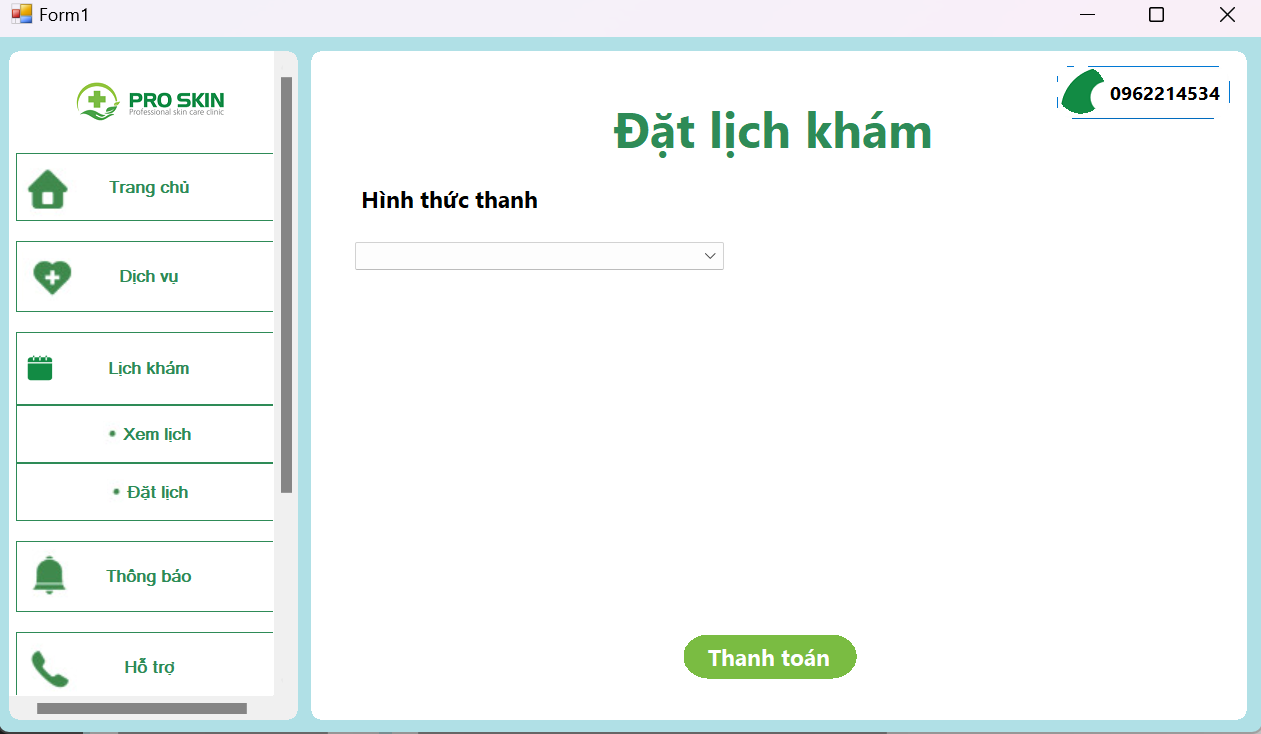 Form1
PRO SKIN
Professional skin care clinic
Trang chủ
Dịch vụ
Lịch khám
• Xem lịch
• Đặt lịch
Thông báo
Hỗ trợ
0962214534
Đặt lịch khám
Hình thức thanh
Thanh toán